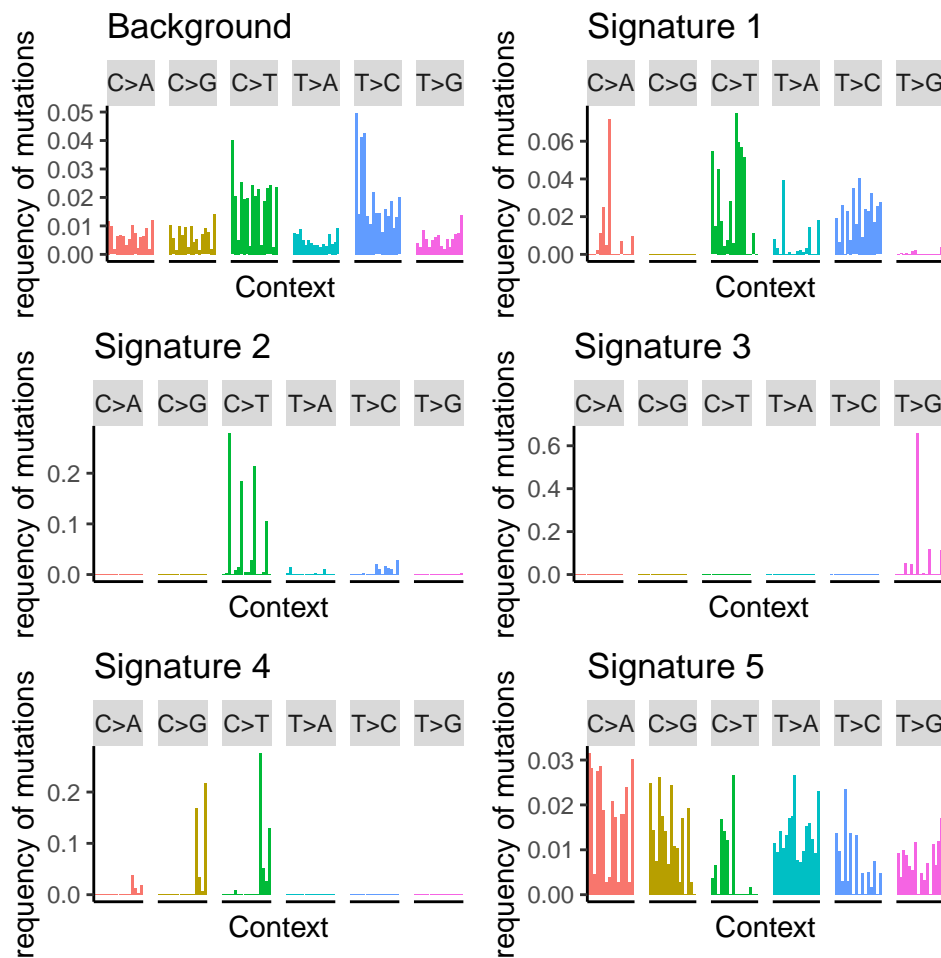 Background
C>A C>G C>T T>A T>C T>G
requency of mutations
0.05
0.04
0.03
0.02
0.01
0.00
Context
Signature 1
C>A C>G C>T T>A T>C T>G
requency of mutations
0.06
0.04
0.02
0.00
Context
Signature 2
C>A C>G C>T T>A T>C T>G
requency of mutations
0.2
0.1
0.0
Context
Signature 3
C>A C>G C>T T>A T>C T>G
requency of mutations
0.6
0.4
0.2
0.0
Context
Signature 4
C>A C>G C>T T>A T>C T>G
requency of mutations
0.2
0.1
0.0
Context
Signature 5
C>A C>G C>T T>A T>C T>G
requency of mutations
0.03
0.02
0.01
0.00
Context